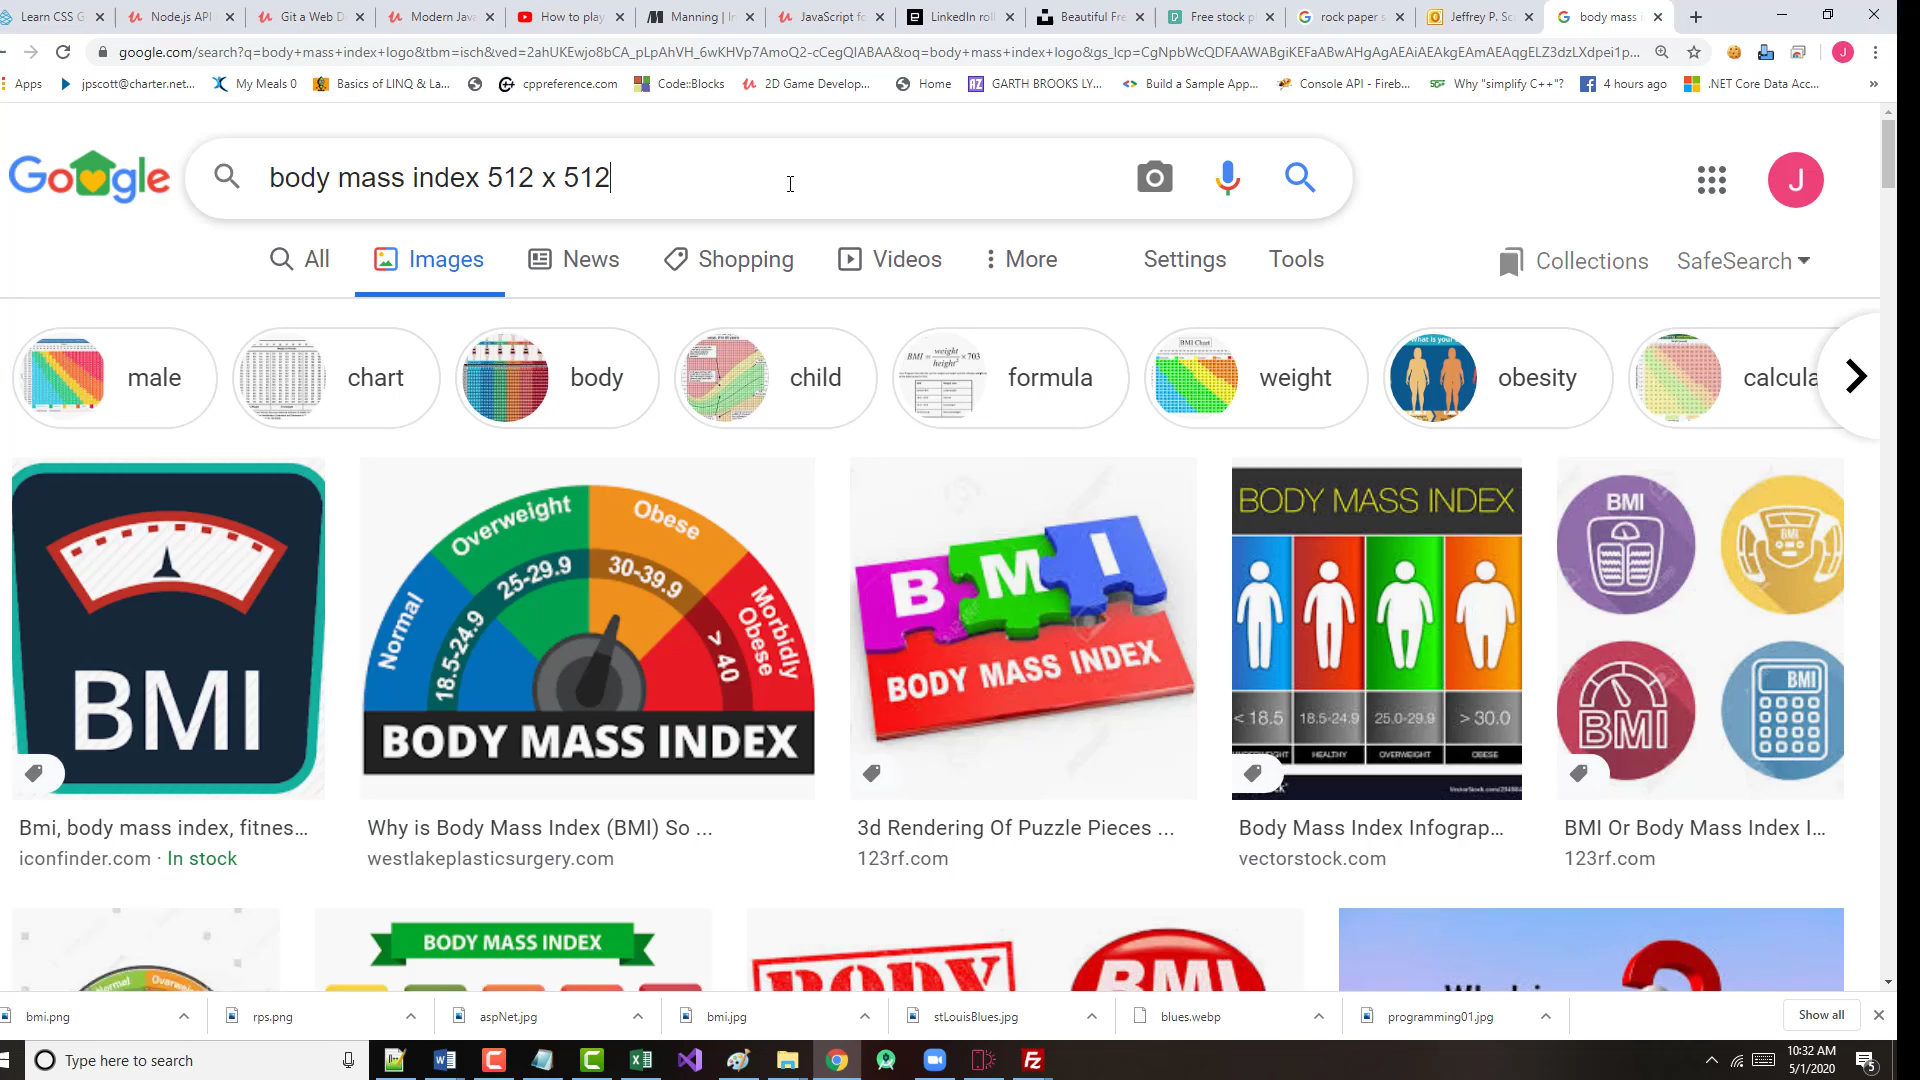 Learn CSS G
Node.js API
Git a Web D
Modern Java
How to play
Manning | In
JavaScript fo
LinkedIn roll
Beautiful Fre
Free stock p
rock paper s
Jeffrey P. Sc
body mass i
google.com/search?q=body+mass+index+logo&tbm=isch&ved=2ahUKEwjo8bCA_pLpAhVH_6wKHVp7AmoQ2-cCegQIABAA&oq=body+mass+index+logo&gs_lcp=CgNpbWcQDFAAWABgiKEFaABwAHgAgAEAiAEAkgEAmAEAqgELZ3dzLXdpei1p...
J
Apps
jpscott@charter.net...
My Meals 0
Basics of LINQ & La...
cppreference.com
Code::Blocks
2D Game Develop...
Home
GARTH BROOKS LY...
Build a Sample App...
Console API - Fireb...
Why "simplify C++"?
4 hours ago
.NET Core Data Acc...
»
Google
body mass index 512 x 512
J
All
Images
News
Shopping
Videos
More
Settings
Tools
Collections
SafeSearch
male
chart
body
child
formula
BMI = weight / height² ×703
weight
BMI Chart
obesity
calcula
BMI
Normal
Overweight
Obese
Morbidly Obese
18.5-24.9
25-29.9
30-39.9
> 40
BODY MASS INDEX
BMI
BODY MASS INDEX
BODY MASS INDEX
< 18.5
18.5-24.9
25.0-29.9
> 30.0
HEALTHY
OVERWEIGHT
OBESE
BMI
BMI
BMI
BMI
Bmi, body mass index, fitnes...
iconfinder.com · In stock
Why is Body Mass Index (BMI) So ...
westlakeplasticsurgery.com
3d Rendering Of Puzzle Pieces ...
123rf.com
Body Mass Index Infograp...
vectorstock.com
BMI Or Body Mass Index I...
123rf.com
BODY MASS INDEX
BODY
BMI
bmi.png
rps.png
aspNet.jpg
bmi.jpg
stLouisBlues.jpg
blues.webp
programming01.jpg
Show all
Type here to search
10:32 AM
5/1/2020
5